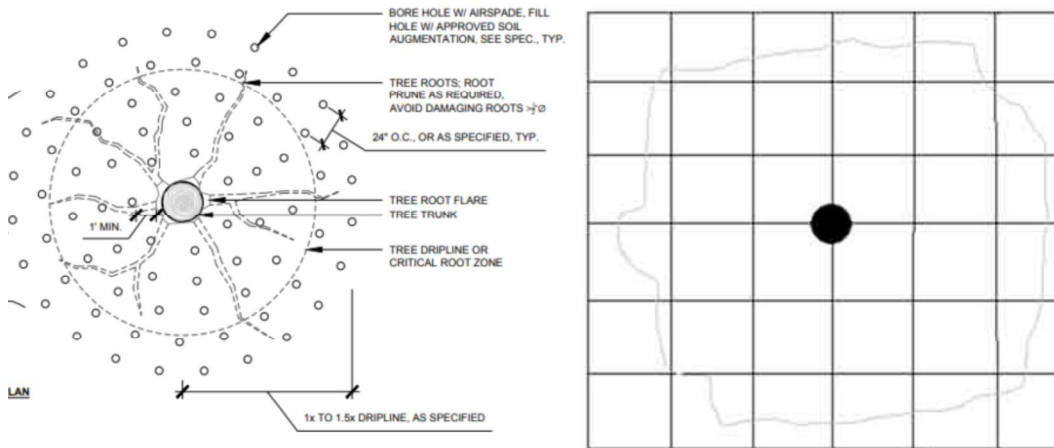 BORE HOLE W/ AIRSPADE, FILL
HOLE W/ APPROVED SOIL
AUGMENTATION, SEE SPEC., TYP.
TREE ROOTS; ROOT
PRUNE AS REQUIRED,
AVOID DAMAGING ROOTS >½"Ø
24" O.C., OR AS SPECIFIED, TYP.
TREE ROOT FLARE
TREE TRUNK
1' MIN.
TREE DRIPLINE OR
CRITICAL ROOT ZONE
LAN
1x TO 1.5x DRIPLINE, AS SPECIFIED